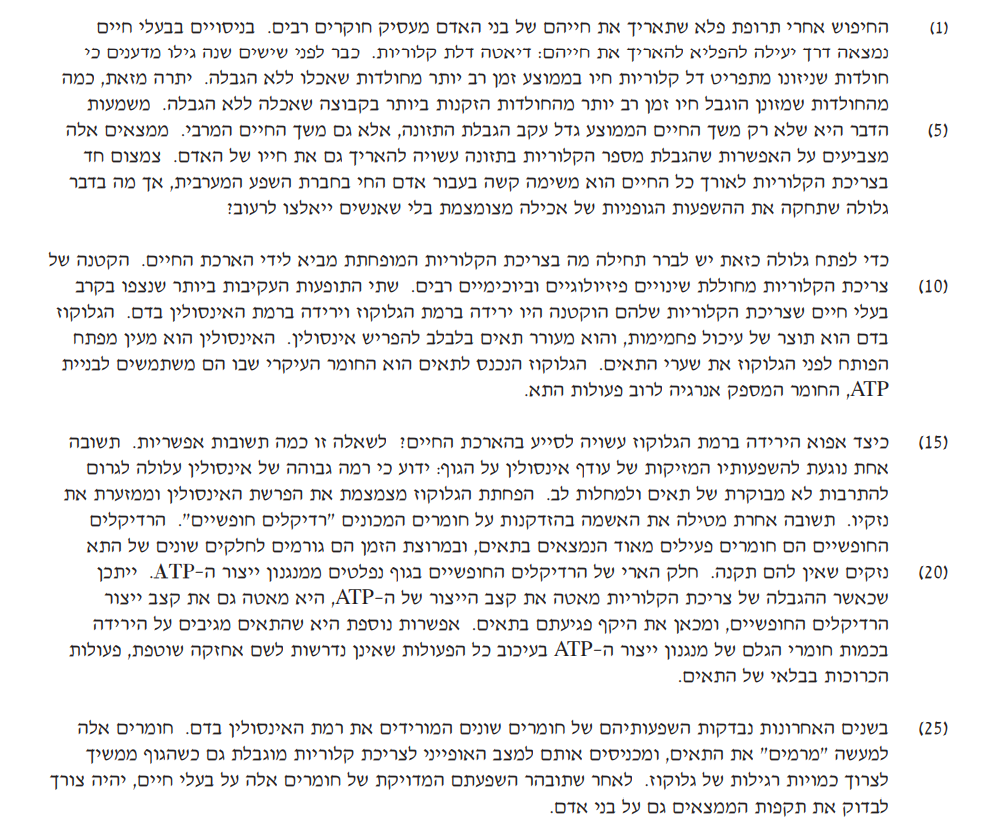 (1) החיפוש אחרי תרופת פלא שתאריך את חייהם של בני האדם מעסיק חוקרים רבים. בניסויים בבעלי חיים
נמצאה דרך יעילה להפליא להאריך את חייהם: דיאטה דלת קלוריות. כבר לפני שישים שנה גילו מדענים כי
חולדות שניזונו מתפריט דל קלוריות חיו בממוצע זמן רב יותר מחולדות שאכלו ללא הגבלה. יתרה מזאת, כמה
מהחולדות שמזונן הוגבל חיו זמן רב יותר מהחולדות הזקנות ביותר בקבוצה שאכלה ללא הגבלה. משמעות
(5) הדבר היא שלא רק משך החיים הממוצע גדל עקב הגבלת התזונה, אלא גם משך החיים המרבי. ממצאים אלה
מצביעים על האפשרות שהגבלת מספר הקלוריות בתזונה עשויה להאריך גם את חייו של האדם. צמצום חד
בצריכת הקלוריות לאורך כל החיים הוא משימה קשה בעבור אדם החי בחברת השפע המערבית, אך מה בדבר
גלולה שתחקה את ההשפעות הגופניות של אכילה מצומצמת בלי שאנשים ייאלצו לרעוב?
כדי לפתח גלולה כזאת יש לברר תחילה מה בצריכת הקלוריות המופחתת מביא לידי הארכת החיים. הקטנה של
(10) צריכת הקלוריות מחוללת שינויים פיזיולוגיים וביוכימיים רבים. שתי התופעות העקיבות ביותר שנצפו בקרב
בעלי חיים שצריכת הקלוריות שלהם הוקטנה היו ירידה ברמת הגלוקוז וירידה ברמת האינסולין בדם. הגלוקוז
בדם הוא תוצר של עיכול פחמימות, והוא מעורר תאים בלבלב להפריש אינסולין. האינסולין הוא מעין מפתח
הפותח לפני הגלוקוז את שערי התאים. הגלוקוז הנכנס לתאים הוא החומר העיקרי שבו הם משתמשים לבניית
ATP, החומר המספק אנרגיה לרוב פעולות התא.
(15) כיצד אפוא הירידה ברמת הגלוקוז עשויה לסייע בהארכת החיים? לשאלה זו כמה תשובות אפשריות. תשובה
אחת נוגעת להשפעותיו המזיקות של עודף אינסולין על הגוף: ידוע כי רמה גבוהה של אינסולין עלולה לגרום
להתרבות לא מבוקרת של תאים ולמחלות לב. הפחתת הגלוקוז מצמצמת את הפרשת האינסולין וממזערת את
נזקיו. תשובה אחרת מטילה את האשמה בהזדקנות על חומרים המכונים "רדיקלים חופשיים". הרדיקלים
החופשיים הם חומרים פעילים מאוד הנמצאים בתאים, ובמרוצת הזמן הם גורמים לחלקים שונים של התא
(20) נזקים שאין להם תקנה. חלק הארי של הרדיקלים החופשיים בגוף נפלטים ממנגנון ייצור ה-ATP. ייתכן
שכאשר ההגבלה של צריכת הקלוריות מאטה את קצב הייצור של ה-ATP, היא מאטה גם את קצב ייצור
הרדיקלים החופשיים, ומכאן את היקף פגיעתם בתאים. אפשרות נוספת היא שהתאים מגיבים על הירידה
בכמות חומרי הגלם של מנגנון ייצור ה-ATP בעיכוב כל הפעולות שאינן נדרשות לשם אחזקה שוטפת, פעולות
הכרוכות בבלאי של התאים.
(25) בשנים האחרונות נבדקות השפעותיהם של חומרים שונים המורידים את רמת האינסולין בדם. חומרים אלה
למעשה "מרמים" את התאים, ומכניסים אותם למצב האופייני לצריכת קלוריות מוגבלת גם כשהגוף ממשיך
לצרוך כמויות רגילות של גלוקוז. לאחר שתובהר השפעתם המדויקת של חומרים אלה על בעלי חיים, יהיה צורך
לבדוק את תקפות הממצאים גם על בני אדם.